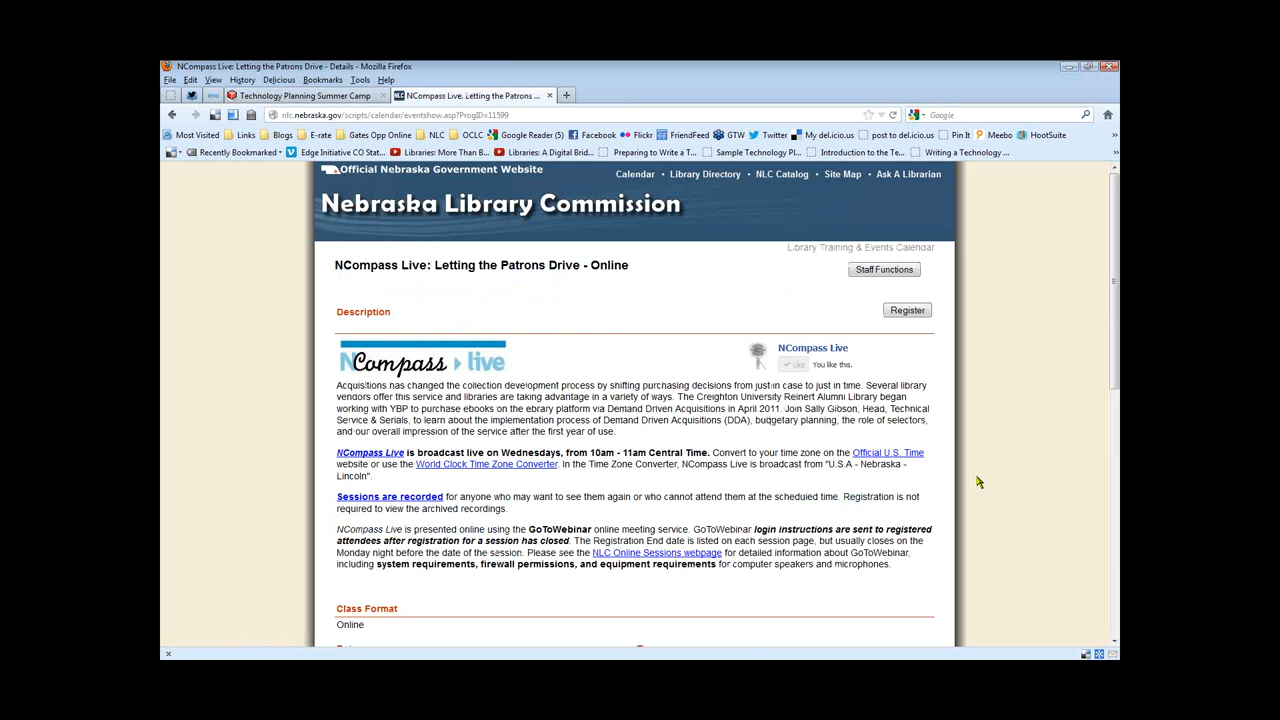 NCompass Live: Letting the Patrons Drive - Details - Mozilla Firefox
File Edit View History Delicious Bookmarks Tools Help
Technology Planning Summer Camp
NCompass Live: Letting the Patrons ...
nlc.nebraska.gov/scripts/calendar/eventshow.asp?ProgID=11599
Google
Most Visited Links Blogs E-rate Gates Opp Online NLC OCLC Google Reader (5) Facebook Flickr FriendFeed GTW Twitter My del.icio.us post to del.icio.us Pin It Meebo HootSuite
Recently Bookmarked Edge Initiative CO Stat... Libraries: More Than B... Libraries: A Digital Brid... Preparing to Write a T... Sample Technology Pl... Introduction to the Te... Writing a Technology ...
Official Nebraska Government Website
Calendar • Library Directory • NLC Catalog • Site Map • Ask A Librarian
Nebraska Library Commission
Library Training & Events Calendar
NCompass Live: Letting the Patrons Drive - Online
Staff Functions
Description
Register
NCompass live
NCompass Live
Like You like this.
Acquisitions has changed the collection development process by shifting purchasing decisions from just in case to just in time. Several library
vendors offer this service and libraries are taking advantage in a variety of ways. The Creighton University Reinert Alumni Library began
working with YBP to purchase ebooks on the ebrary platform via Demand Driven Acquisitions in April 2011. Join Sally Gibson, Head, Technical
Service & Serials, to learn about the implementation process of Demand Driven Acquisitions (DDA), budgetary planning, the role of selectors,
and our overall impression of the service after the first year of use.
NCompass Live is broadcast live on Wednesdays, from 10am - 11am Central Time. Convert to your time zone on the Official U.S. Time
website or use the World Clock Time Zone Converter. In the Time Zone Converter, NCompass Live is broadcast from "U.S.A - Nebraska -
Lincoln".
Sessions are recorded for anyone who may want to see them again or who cannot attend them at the scheduled time. Registration is not
required to view the archived recordings.
NCompass Live is presented online using the GoToWebinar online meeting service. GoToWebinar login instructions are sent to registered
attendees after registration for a session has closed. The Registration End date is listed on each session page, but usually closes on the
Monday night before the date of the session. Please see the NLC Online Sessions webpage for detailed information about GoToWebinar,
including system requirements, firewall permissions, and equipment requirements for computer speakers and microphones.
Class Format
Online